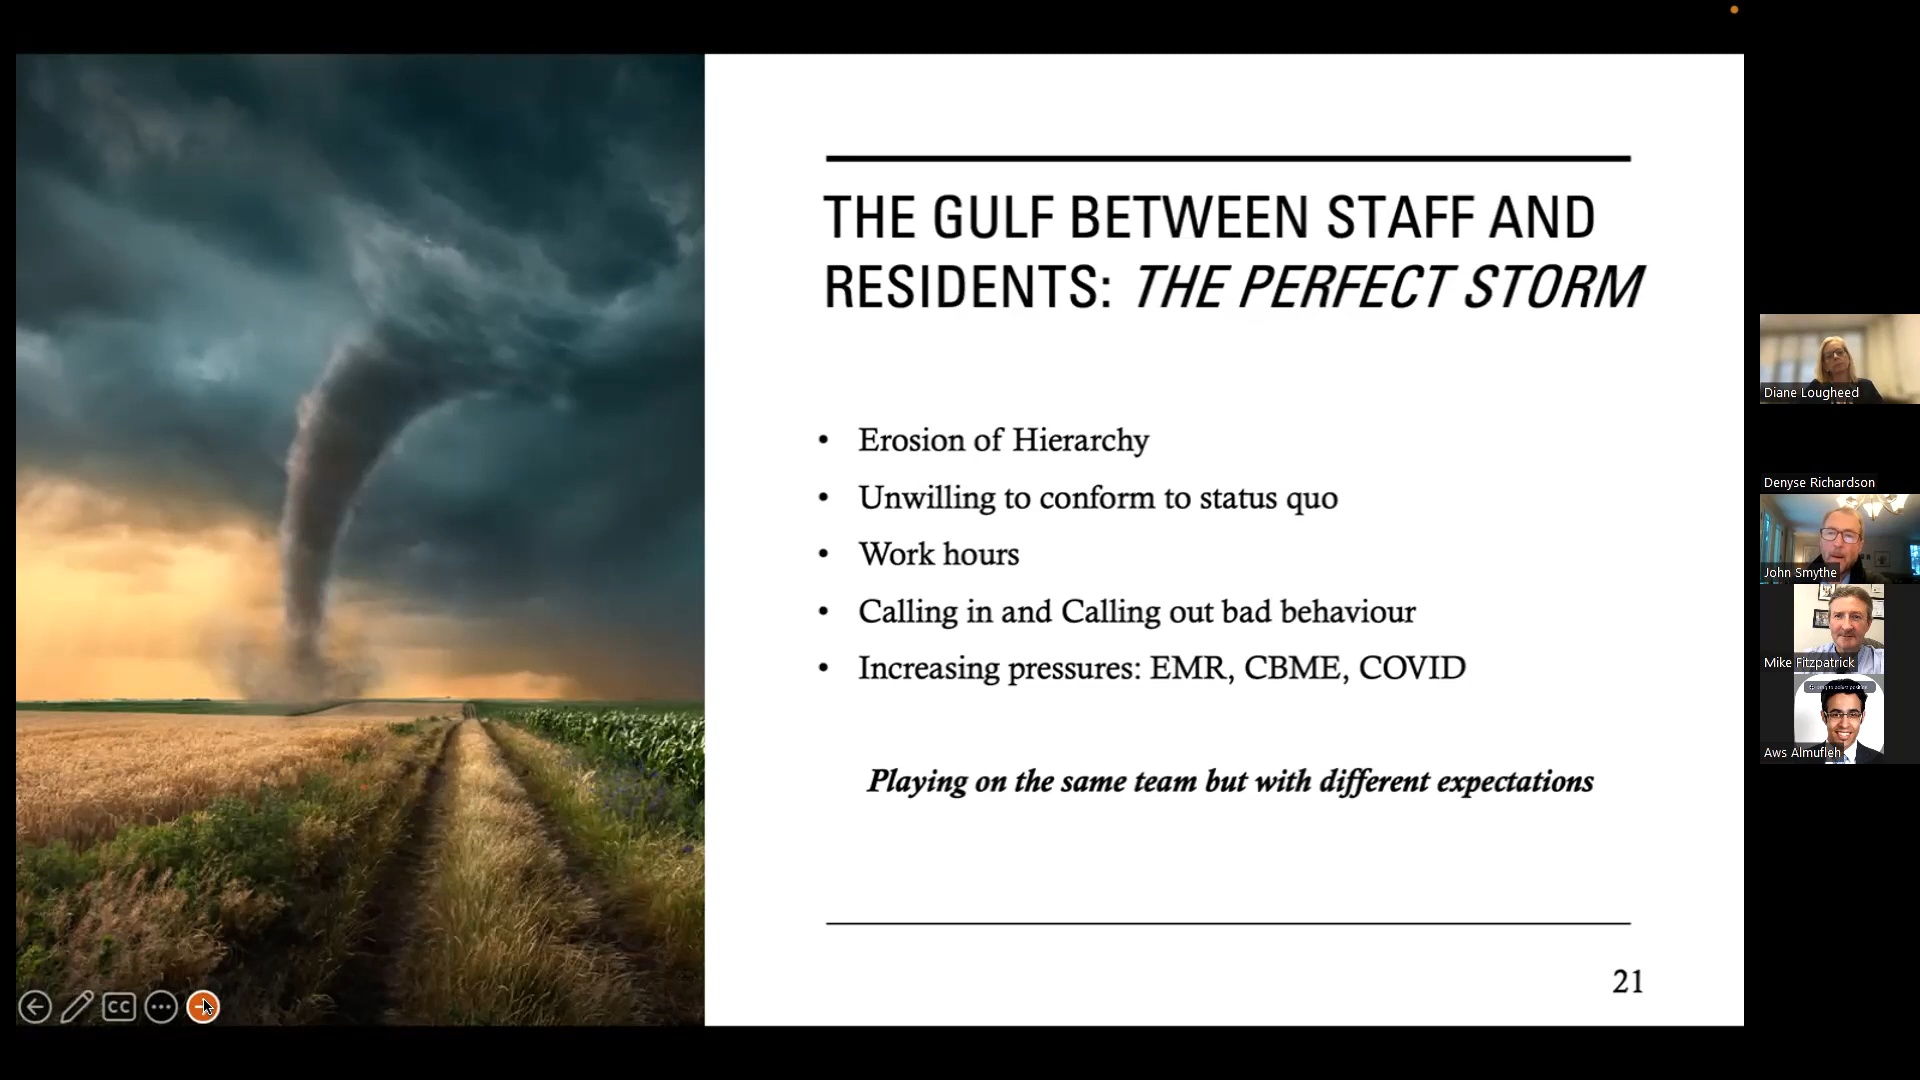 THE GULF BETWEEN STAFF AND
RESIDENTS: THE PERFECT STORM
• Erosion of Hierarchy
• Unwilling to conform to status quo
• Work hours
• Calling in and Calling out bad behaviour
• Increasing pressures: EMR, CBME, COVID
Playing on the same team but with different expectations
21
CC
Diane Lougheed
Denyse Richardson
John Smythe
Mike Fitzpatrick
Aws Almufleh